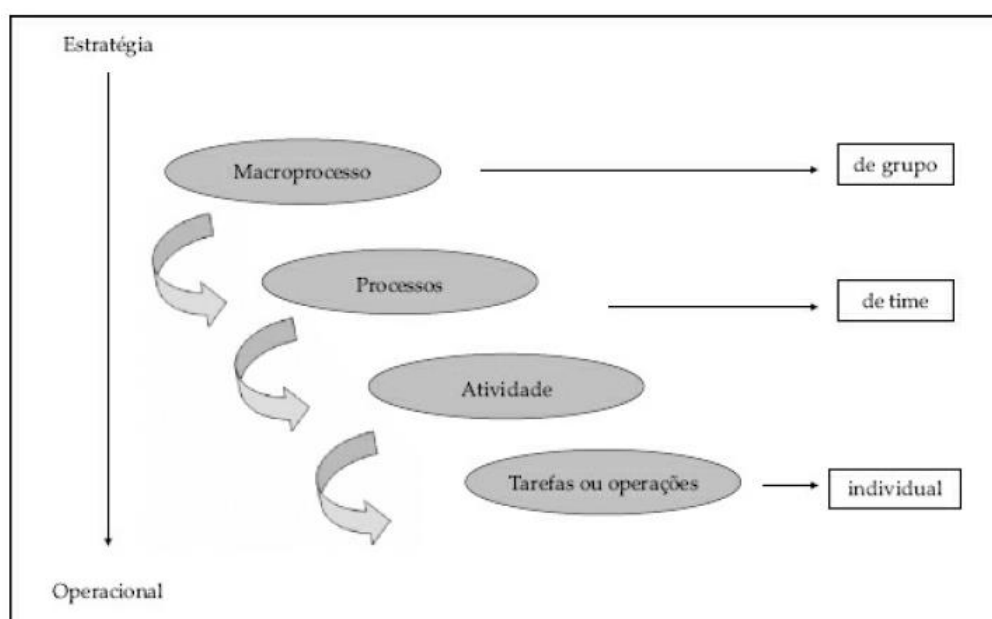 Estratégia
Macroprocesso
de grupo
Processos
de time
Atividade
Tarefas ou operações
individual
Operacional